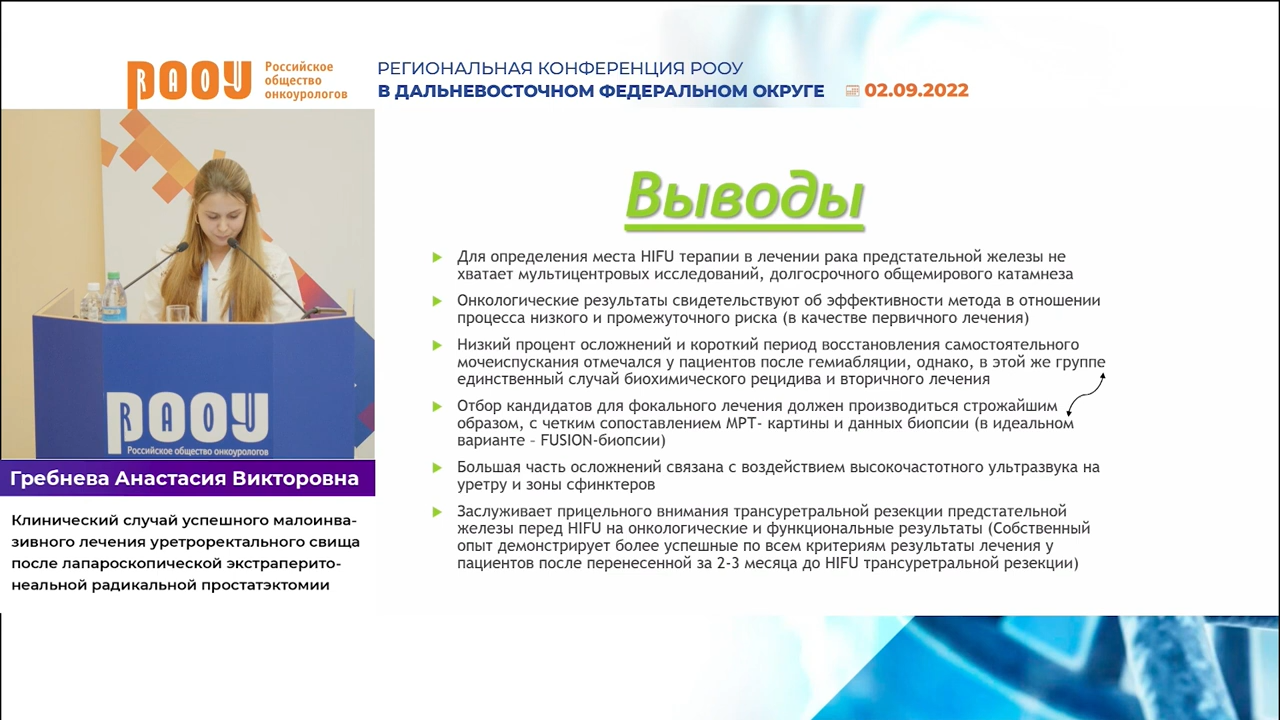 РООУ
RАОУ
Российское
общество
онкоурологов
РЕГИОНАЛЬНАЯ КОНФЕРЕНЦИЯ РООУ
В ДАЛЬНЕВОСТОЧНОМ ФЕДЕРАЛЬНОМ ОКРУГЕ 02.09.2022
Выводы
Для определения места HIFU терапии в лечении рака предстательной железы не
хватает мультицентровых исследований, долгосрочного общемирового катамнеза
Онкологические результаты свидетельствуют об эффективности метода в отношении
процесса низкого и промежуточного риска (в качестве первичного лечения)
Низкий процент осложнений и короткий период восстановления самостоятельного
мочеиспускания отмечался у пациентов после гемиабляции, однако, в этой же группе
единственный случай биохимического рецидива и вторичного лечения
Отбор кандидатов для фокального лечения должен производиться строжайшим
образом, с четким сопоставлением МРТ- картины и данных биопсии (в идеальном
варианте – FUSION-биопсии)
Большая часть осложнений связана с воздействием высокочастотного ультразвука на
уретру и зоны сфинктеров
Заслуживает прицельного внимания трансуретральной резекции предстательной
железы перед HIFU на онкологические и функциональные результаты (Собственный
опыт демонстрирует более успешные по всем критериям результаты лечения у
пациентов после перенесенной за 2-3 месяца до HIFU трансуретральной резекции)
РООУ
RАОУ
Российское общество онкоурологов
Гребнева Анастасия Викторовна
Клинический случай успешного малоинва-
зивного лечения уретроректального свища
после лапароскопической экстраперито-
неальной радикальной простатэктомии